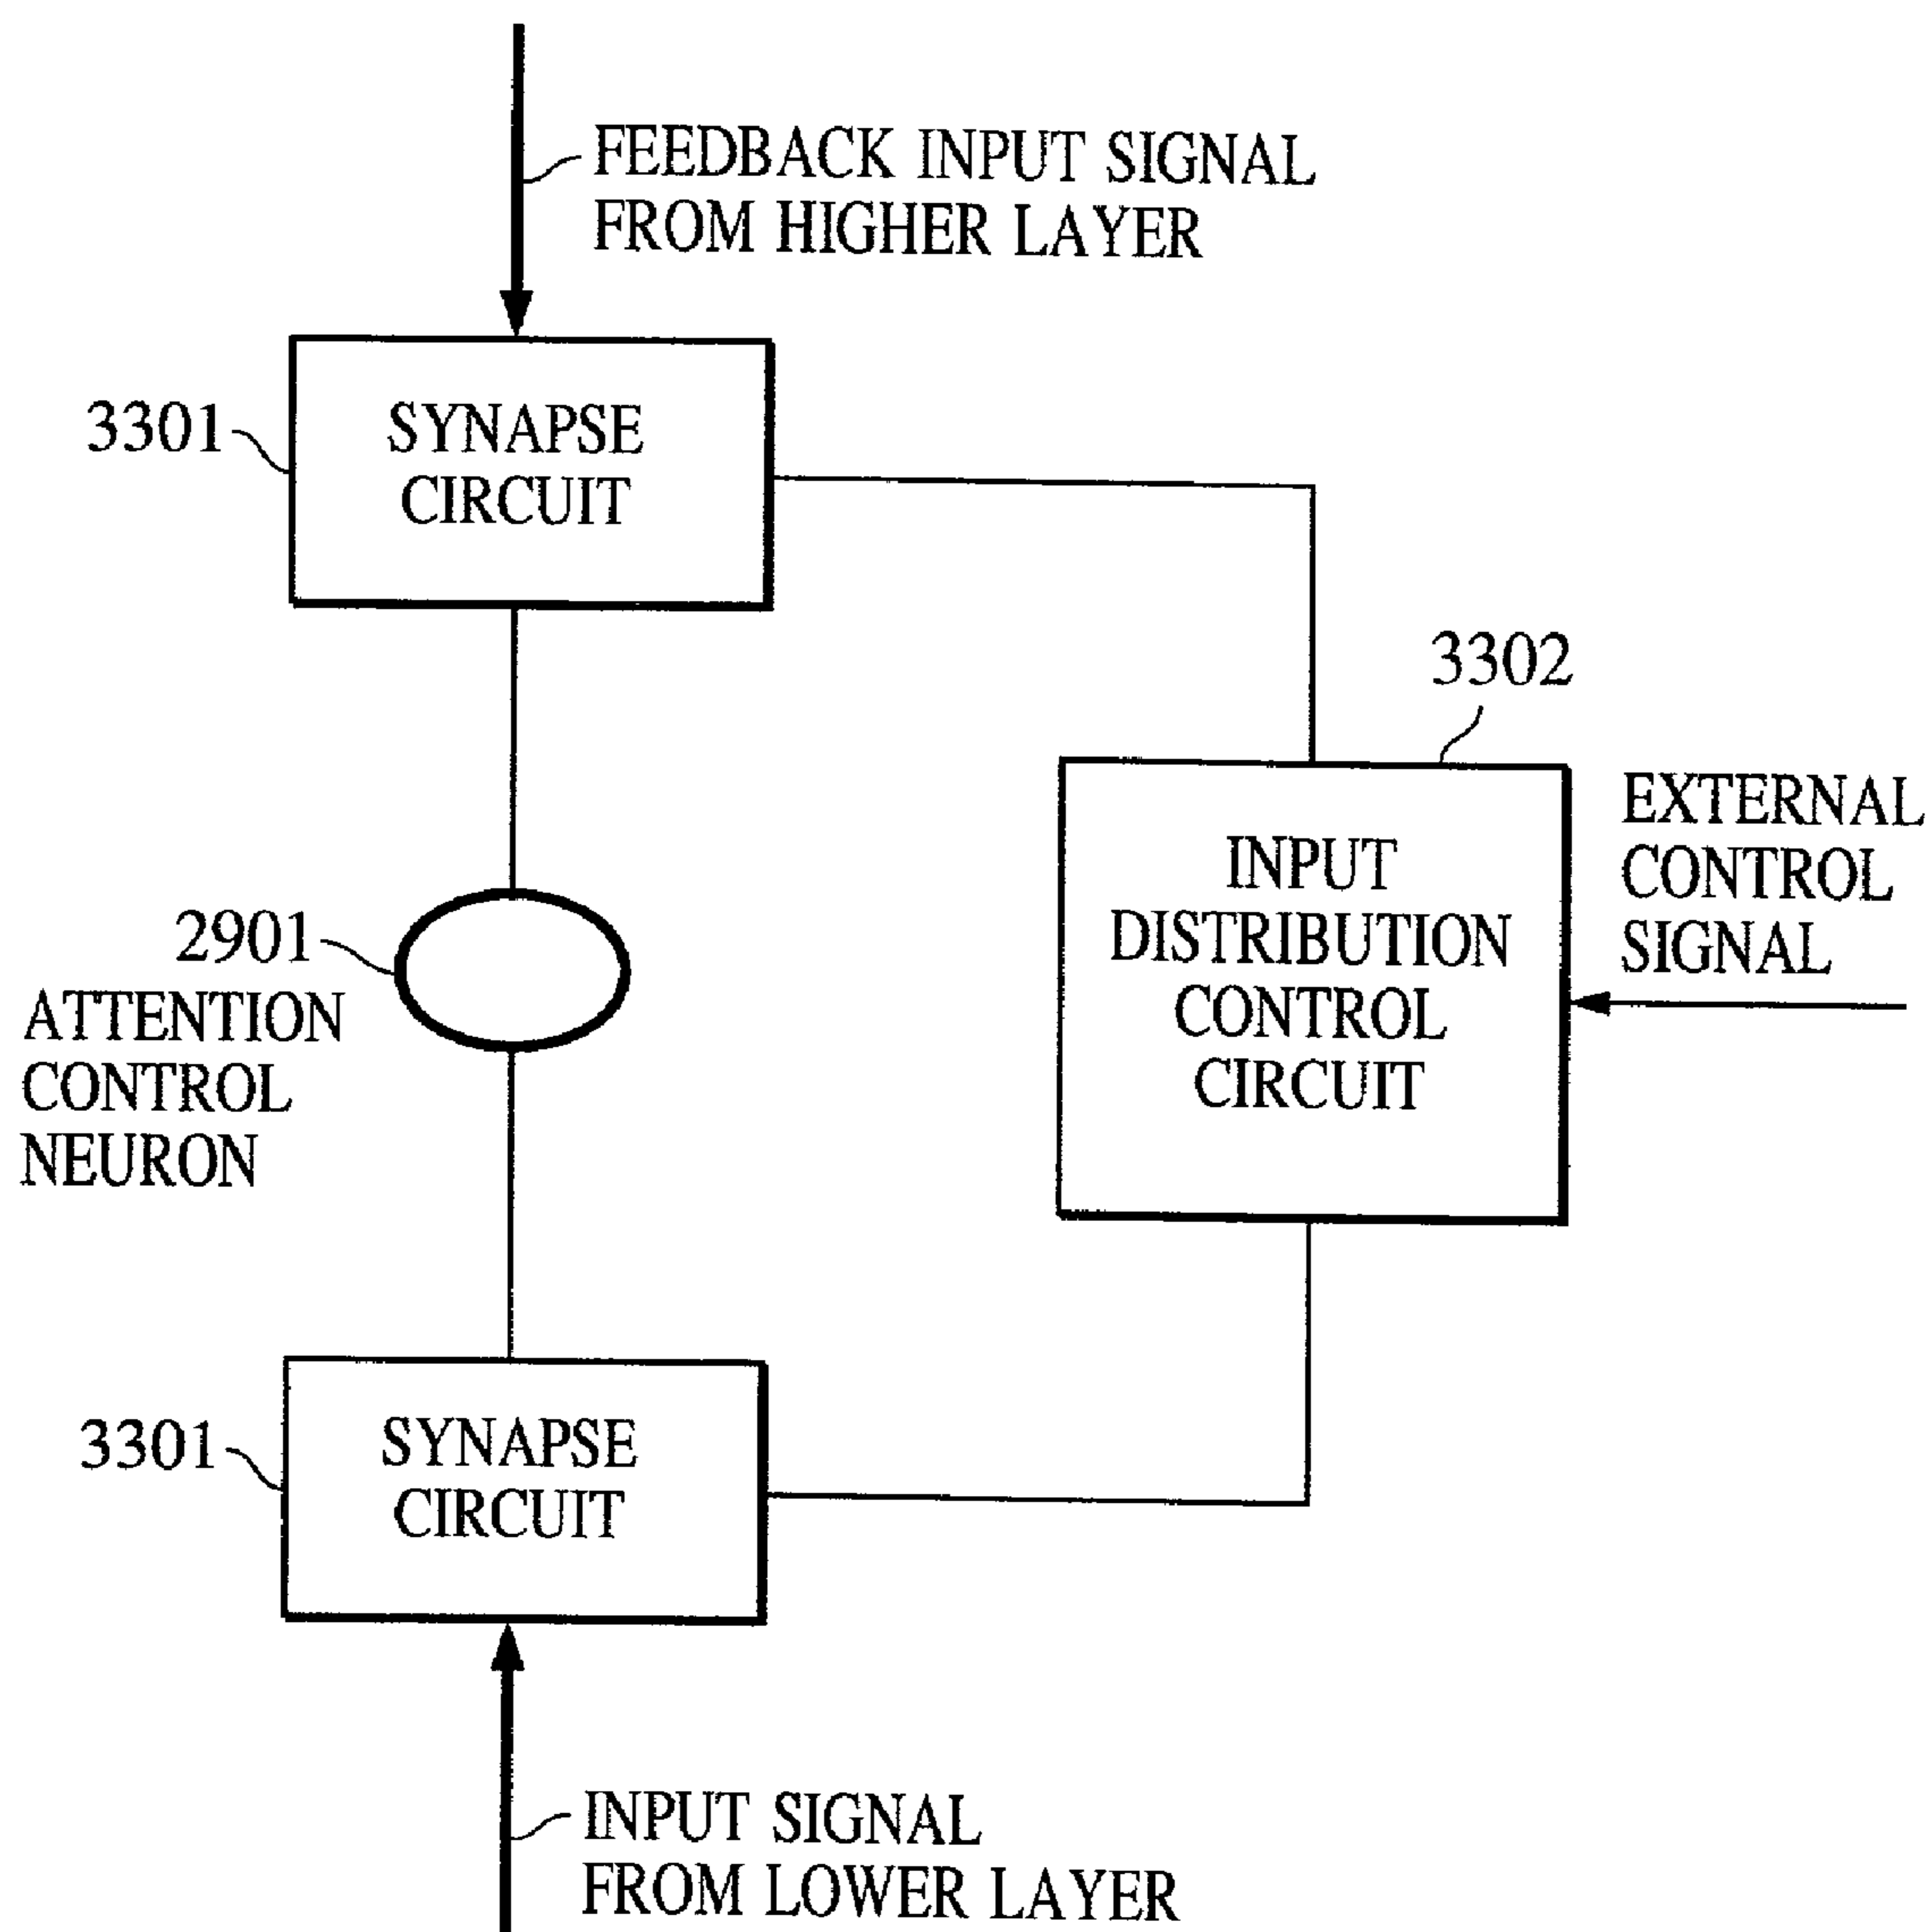 FEEDBACK INPUT SIGNAL
FROM HIGHER LAYER
3301
SYNAPSE
CIRCUIT
3302
EXTERNAL
CONTROL
SIGNAL
INPUT
DISTRIBUTION
CONTROL
CIRCUIT
2901
ATTENTION
CONTROL
NEURON
3301
SYNAPSE
CIRCUIT
INPUT SIGNAL
FROM LOWER LAYER